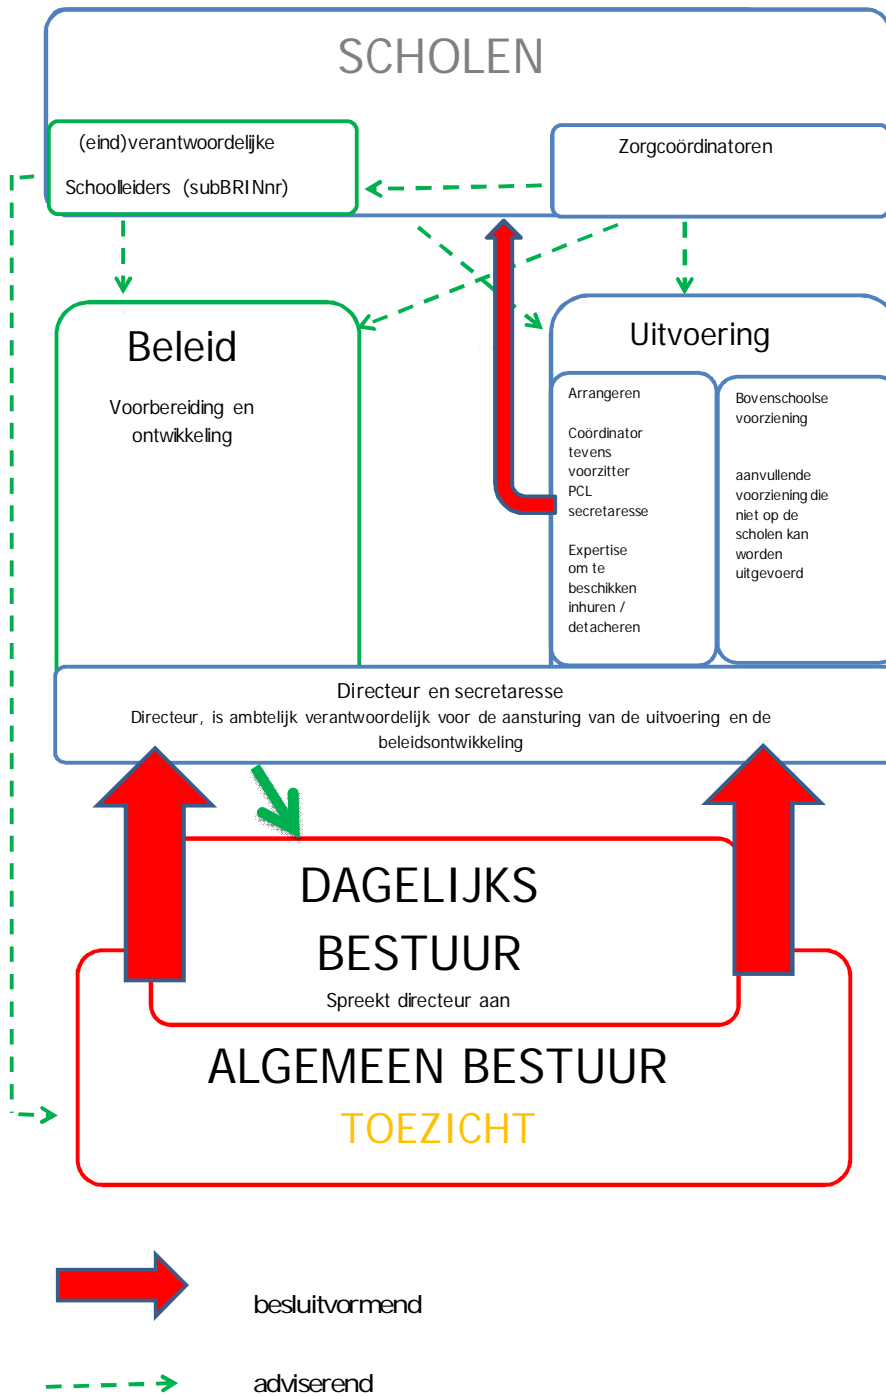 SCHOLEN
(eind)verantwoordelijke
Schoolleiders (subBRINnr)
Zorgcoördinatoren
Beleid
Voorbereiding en
ontwikkeling
Uitvoering
Arrangeren
Coördinator
tevens
voorzitter
PCL
secretaresse
Expertise
om te
beschikken
inhuren /
detacheren
Bovenschoolse
voorziening
aanvullende
voorziening die
niet op de
scholen kan
worden
uitgevoerd
Directeur en secretaresse
Directeur, is ambtelijk verantwoordelijk voor de aansturing van de uitvoering en de
beleidsontwikkeling
DAGELIJKS
BESTUUR
Spreekt directeur aan
ALGEMEEN BESTUUR
TOEZICHT
besluitvormend
adviserend